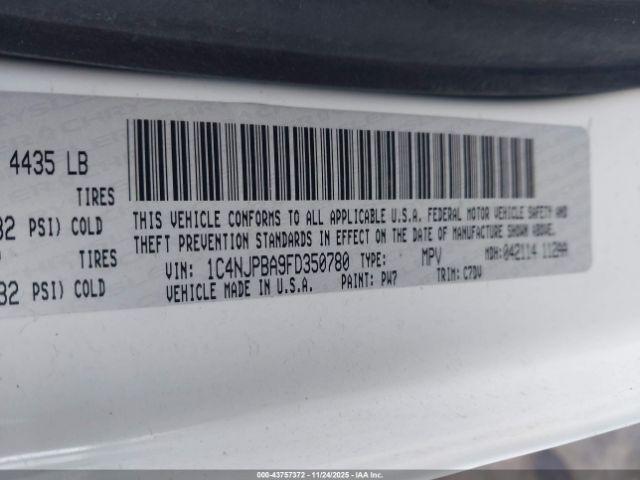 4435 LB
TIRES
32 PSI) COLD
TIRES
32 PSI) COLD
THIS VEHICLE CONFORMS TO ALL APPLICABLE U.S.A. FEDERAL MOTOR VEHICLE SAFETY AND
THEFT PREVENTION STANDARDS IN EFFECT ON THE DATE OF MANUFACTURE SHOWN ABOVE.
VIN: 1C4NJPBA9FD350780 TYPE: MPV MDH:042114 112AA
VEHICLE MADE IN U.S.A. PAINT: PW7 TRIM: C7DV
000-43757372 - 11/24/2025 - IAA Inc.